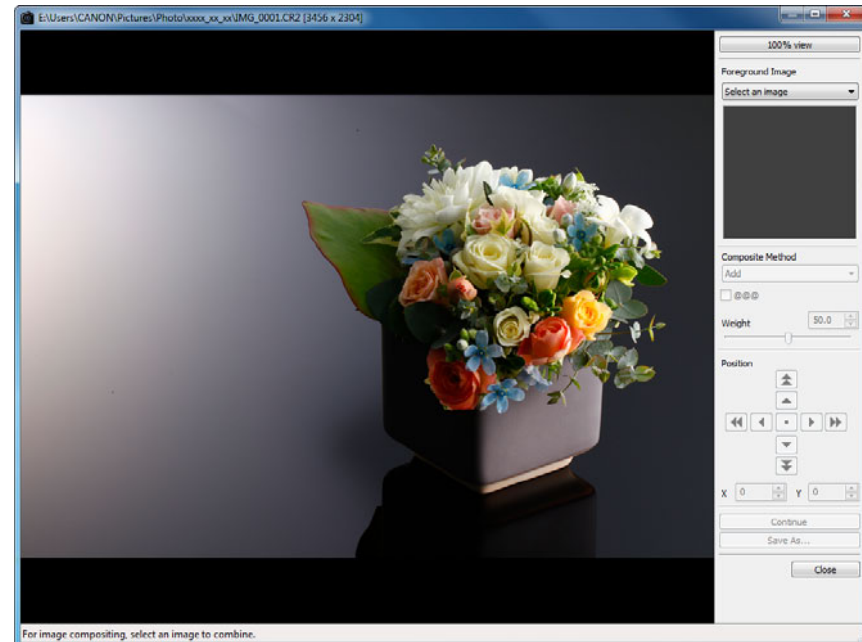 E:\Users\CANON\Pictures\Photo\xxxx_xx_xx\IMG_0001.CR2 [3456 x 2304]
100% view
Foreground Image
Select an image
Composite Method
Add
@@@
Weight 50.0
Position
X 0 Y 0
Continue
Save As...
Close
For image compositing, select an image to combine.